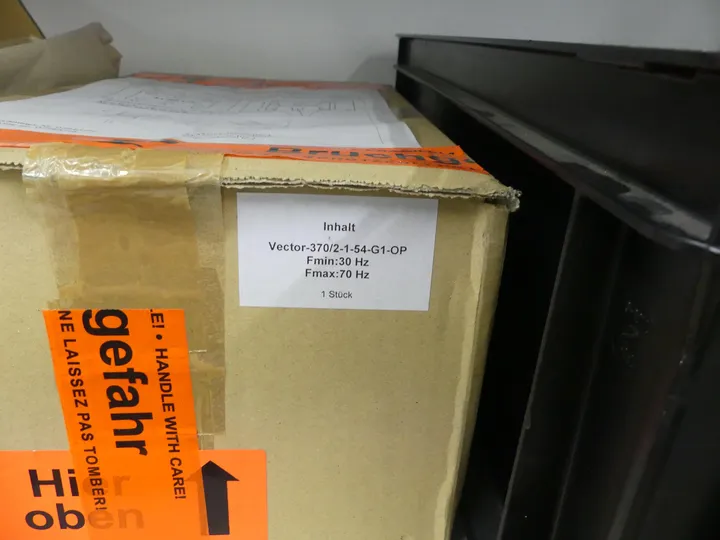 Inhalt
Vector-370/2-1-54-G1-OP
Fmin:30 Hz
Fmax:70 Hz
1 Stück
gefahr
E! • HANDLE WITH CARE!
NE LAISSEZ PAS TOMBER!
Hier
oben